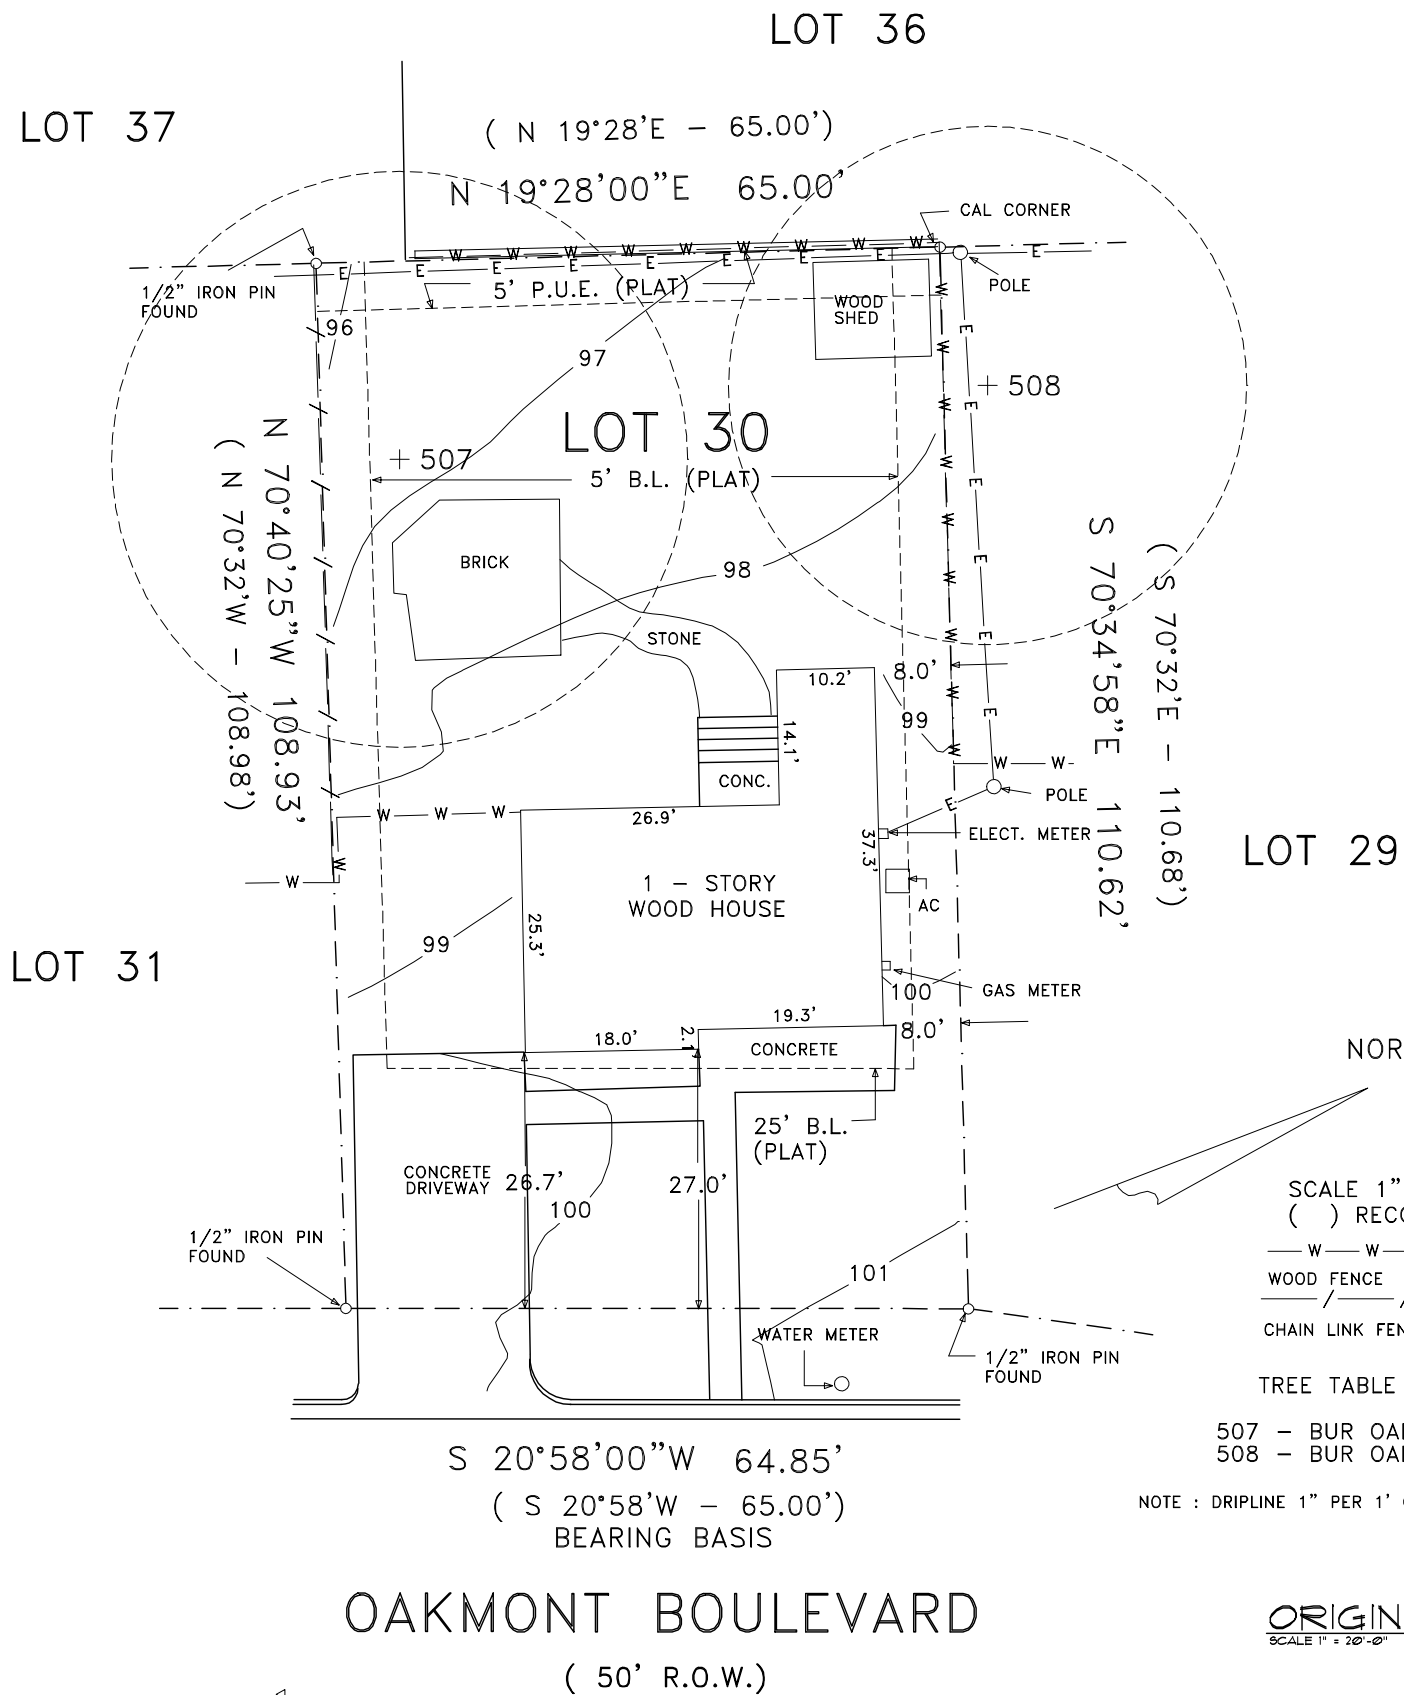 LOT 36
LOT 37
( N 19°28'E – 65.00')
N 19°28'00"E 65.00'
CAL CORNER
W W W W W W W W W
E E E E E E E E E
1/2" IRON PIN
FOUND
5' P.U.E. (PLAT)
POLE
WOOD
SHED
96
97
+ 508
LOT 30
+ 507
5' B.L. (PLAT)
N 70°40'25"W 108.93'
( N 70°32'W – 108.98')
S 70°34'58"E 110.62'
( S 70°32'E – 110.68')
BRICK
98
STONE
10.2'
8.0'
99
14.1'
CONC.
W W
POLE
26.9'
W W W
E
ELECT. METER
37.3'
LOT 29
1 – STORY
WOOD HOUSE
W
W
AC
25.3'
99
LOT 31
100
GAS METER
19.3'
8.0'
18.0'
2.1'
CONCRETE
NOR
25' B.L.
(PLAT)
CONCRETE
DRIVEWAY
26.7'
27.0'
100
SCALE 1"
( ) RECO
1/2" IRON PIN
FOUND
W W
101
WOOD FENCE
WATER METER
CHAIN LINK FEN
1/2" IRON PIN
FOUND
TREE TABLE
507 – BUR OA
508 – BUR OA
S 20°58'00"W 64.85'
( S 20°58'W – 65.00')
NOTE : DRIPLINE 1" PER 1'
BEARING BASIS
OAKMONT BOULEVARD
ORIGIN
SCALE 1" = 20'-0"
( 50' R.O.W.)